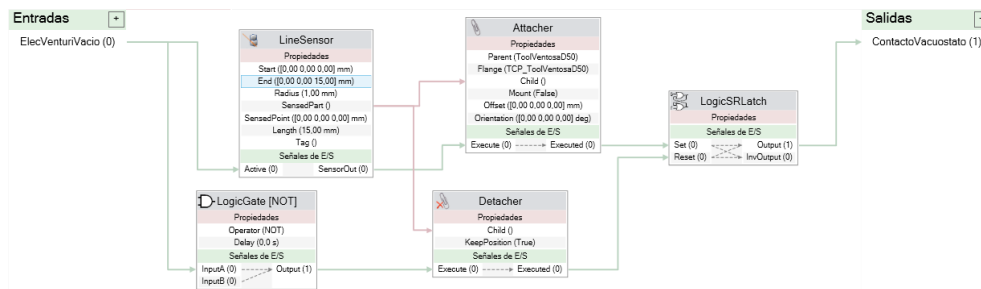 Entradas +
ElecVenturiVacio (0)
LineSensor
Propiedades
Start ([0,00 0,00 0,00] mm)
End ([0,00 0,00 15,00] mm)
Radius (1,00 mm)
SensedPart ()
SensedPoint ([0,00 0,00 0,00] mm)
Length (15,00 mm)
Tag ()
Señales de E/S
Active (0) SensorOut (0)
LogicGate [NOT]
Propiedades
Operator (NOT)
Delay (0,0 s)
Señales de E/S
InputA (0) Output (1)
InputB (0)
Attacher
Propiedades
Parent (ToolVentosaD50)
Flange (TCP_ToolVentosaD50)
Child ()
Mount (False)
Offset ([0,00 0,00 0,00] mm)
Orientation ([0,00 0,00 0,00] deg)
Señales de E/S
Execute (0) Executed (0)
Detacher
Propiedades
Child ()
KeepPosition (True)
Señales de E/S
Execute (0) Executed (0)
LogicSRLatch
Propiedades
Señales de E/S
Set (0) Output (1)
Reset (0) InvOutput (0)
Salidas
ContactoVacuostato (1)